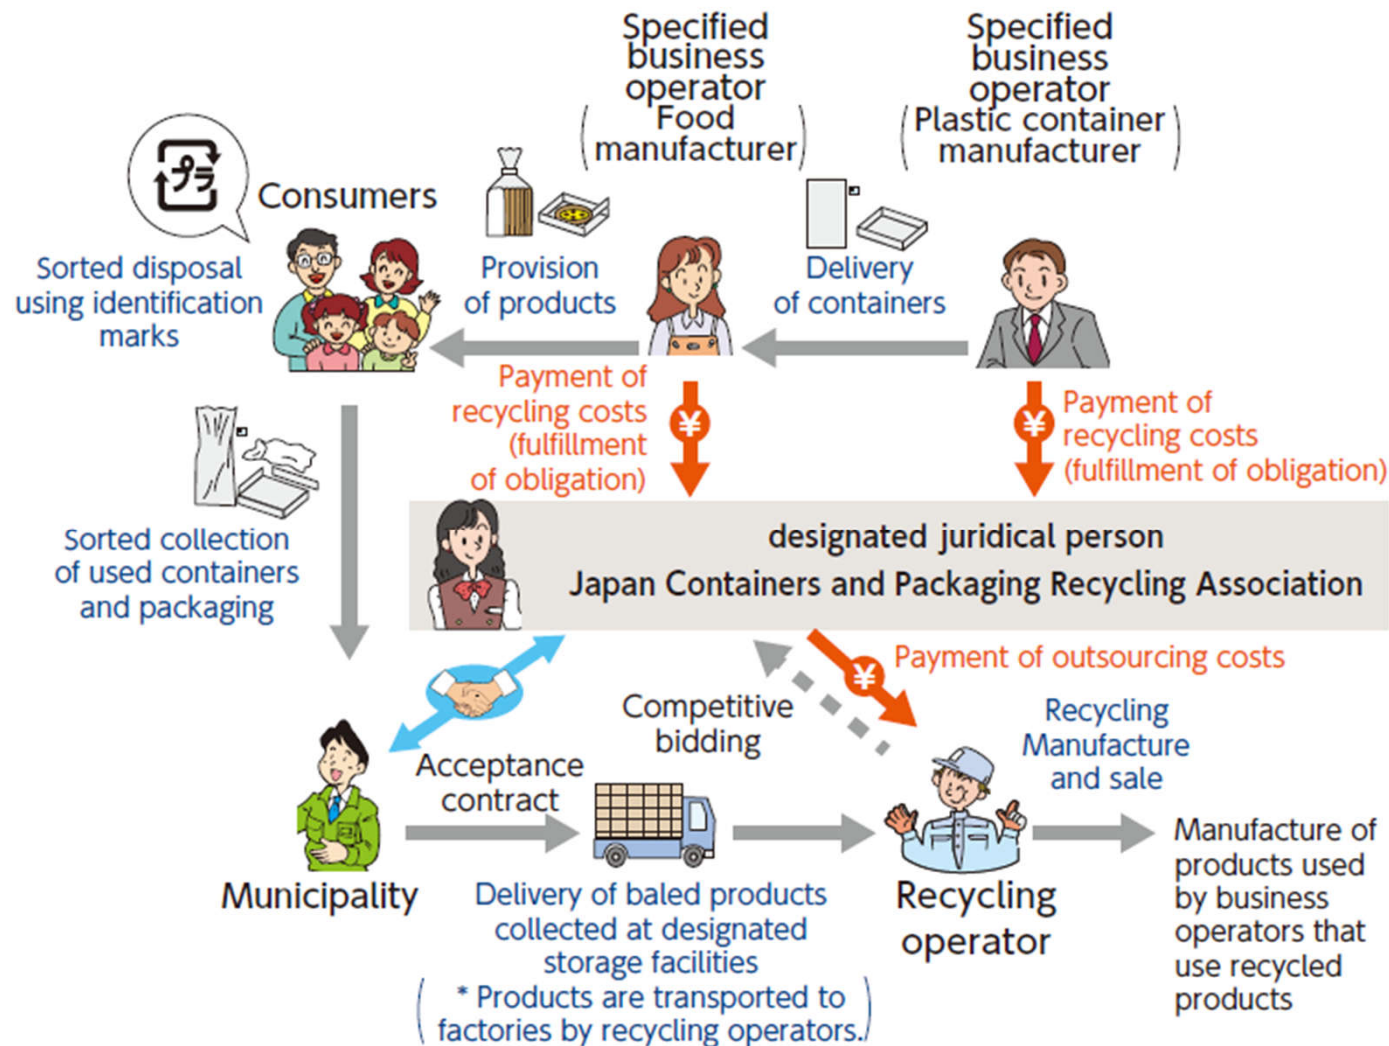 Specified
business
operator
(Food
manufacturer)
Specified
business
operator
(Plastic container
manufacturer)
プラ
Consumers
Sorted disposal
using identification
marks
Provision
of products
Delivery
of containers
Payment of
recycling costs
(fulfillment
of obligation)
¥
¥
Payment of
recycling costs
(fulfillment of obligation)
Sorted collection
of used containers
and packaging
designated juridical person
Japan Containers and Packaging Recycling Association
¥
Payment of outsourcing costs
Competitive
bidding
Recycling
Manufacture
and sale
Acceptance
contract
Municipality
Delivery of baled products
collected at designated
storage facilities
(* Products are transported to
factories by recycling operators.)
Recycling
operator
Manufacture of
products used
by business
operators that
use recycled
products